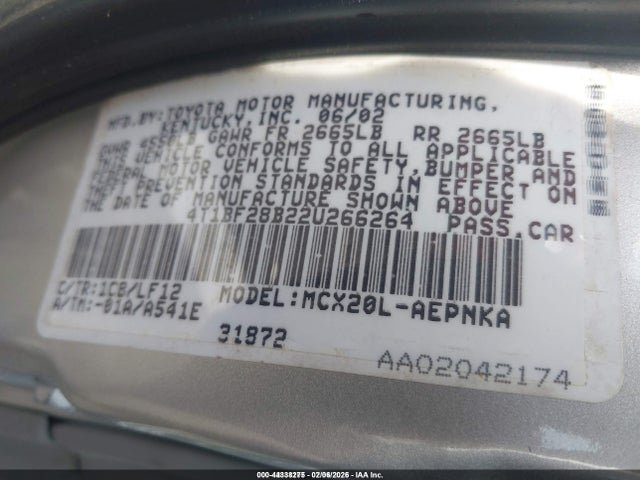 MFD.BY:TOYOTA MOTOR MANUFACTURING,
KENTUCKY,INC. 06/02
GVWR 4550LB GAWR FR 2665LB RR 2665LB
THIS VEHICLE CONFORMS TO ALL APPLICABLE
FEDERAL MOTOR VEHICLE SAFETY,BUMPER AND
THEFT PREVENTION STANDARDS IN EFFECT ON
THE DATE OF MANUFACTURE SHOWN ABOVE
4T1BF28B22U266264 PASS.CAR
C/TR:1CB/LF12
A/TM:-01A/A541E
MODEL:MCX20L-AEPNKA
31872
AA02042174
000-44338275 - 02/06/2026 - IAA Inc.